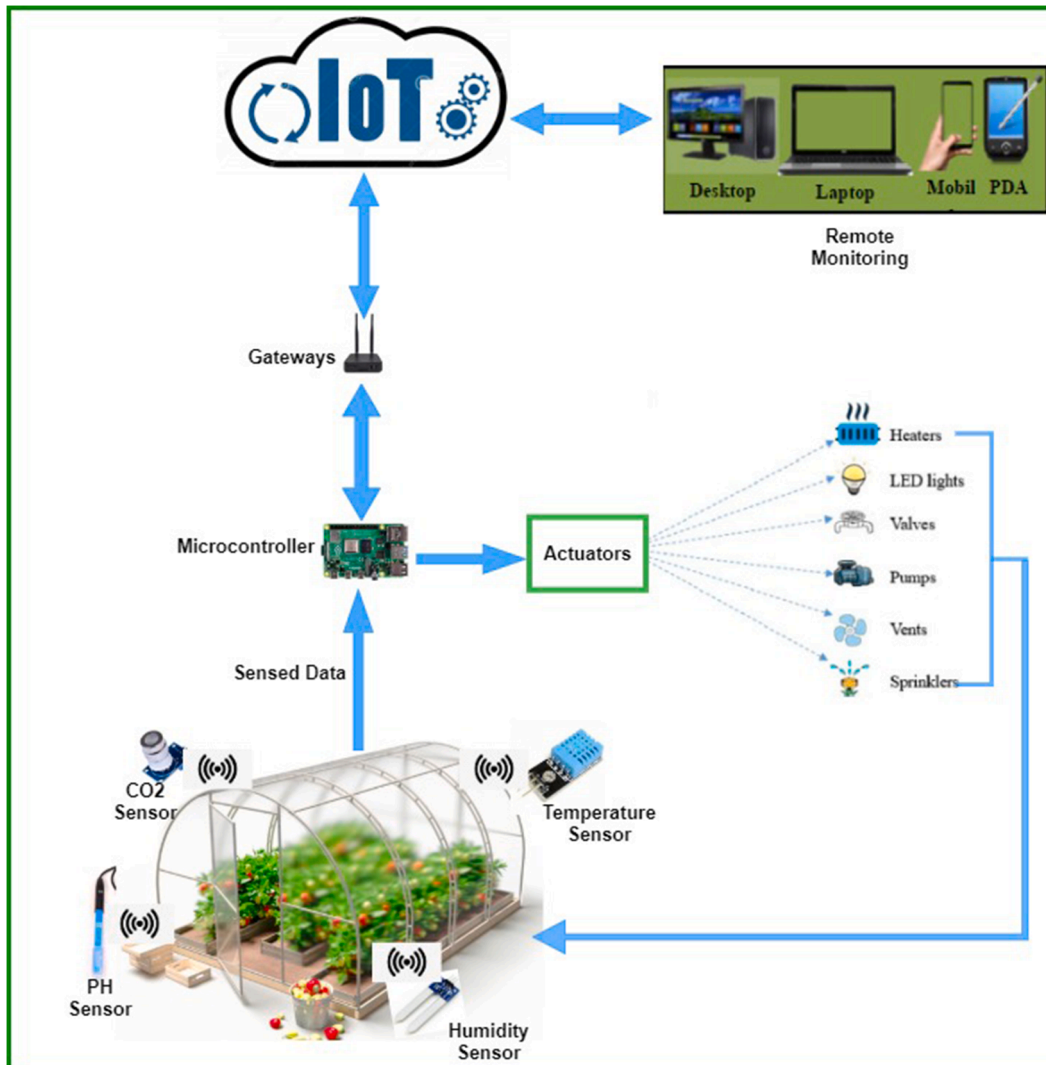 IoT
Desktop
Laptop
Mobil
PDA
Remote
Monitoring
Gateways
Microcontroller
Actuators
Heaters
LED lights
Valves
Pumps
Vents
Sprinklers
Sensed Data
CO2
Sensor
Temperature
Sensor
PH
Sensor
Humidity
Sensor